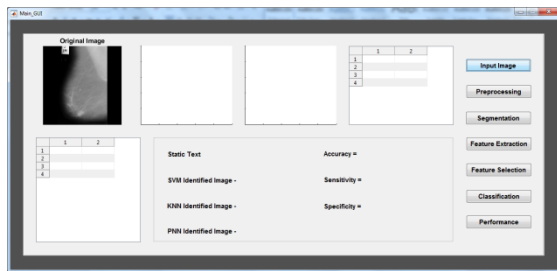 Main_GUI
Original Image
1 2
1
2
3
4
Input Image
Preprocessing
Segmentation
Feature Extraction
Feature Selection
Classification
Performance
1 2
1
2
3
4
Static Text
Accuracy =
SVM Identified Image -
Sensitivity =
KNN Identified Image -
Specificity =
PNN Identified Image -